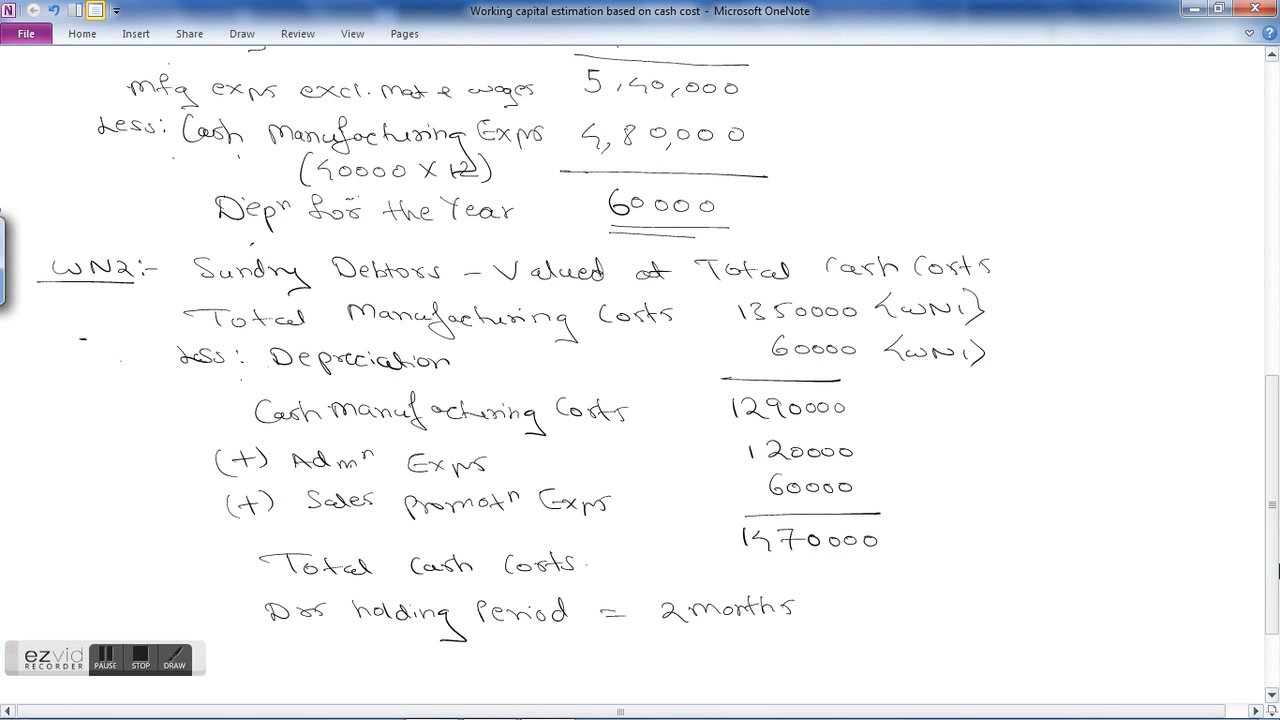 Working capital estimation based on cash cost - Microsoft OneNote
File Home Insert Share Draw Review View Pages
mfg exps excl. mat & wages 5,40,000
Less: Cash Manufacturing Exps 4,80,000
(40000 X 12)
Depn for the Year 60000
WN2:- Sundry Debtors - Valued at Total Cash Costs
Total Manufacturing Costs 1350000 {WN1}
Less: Depreciation 60000 {WN1}
Cash Manufacturing Costs 1290000
(+) Admn Exps 120000
(+) Sales promotn Exps 60000
Total Cash Costs 1470000
Drs holding Period = 2 months
ezvid
RECORDER
PAUSE STOP DRAW